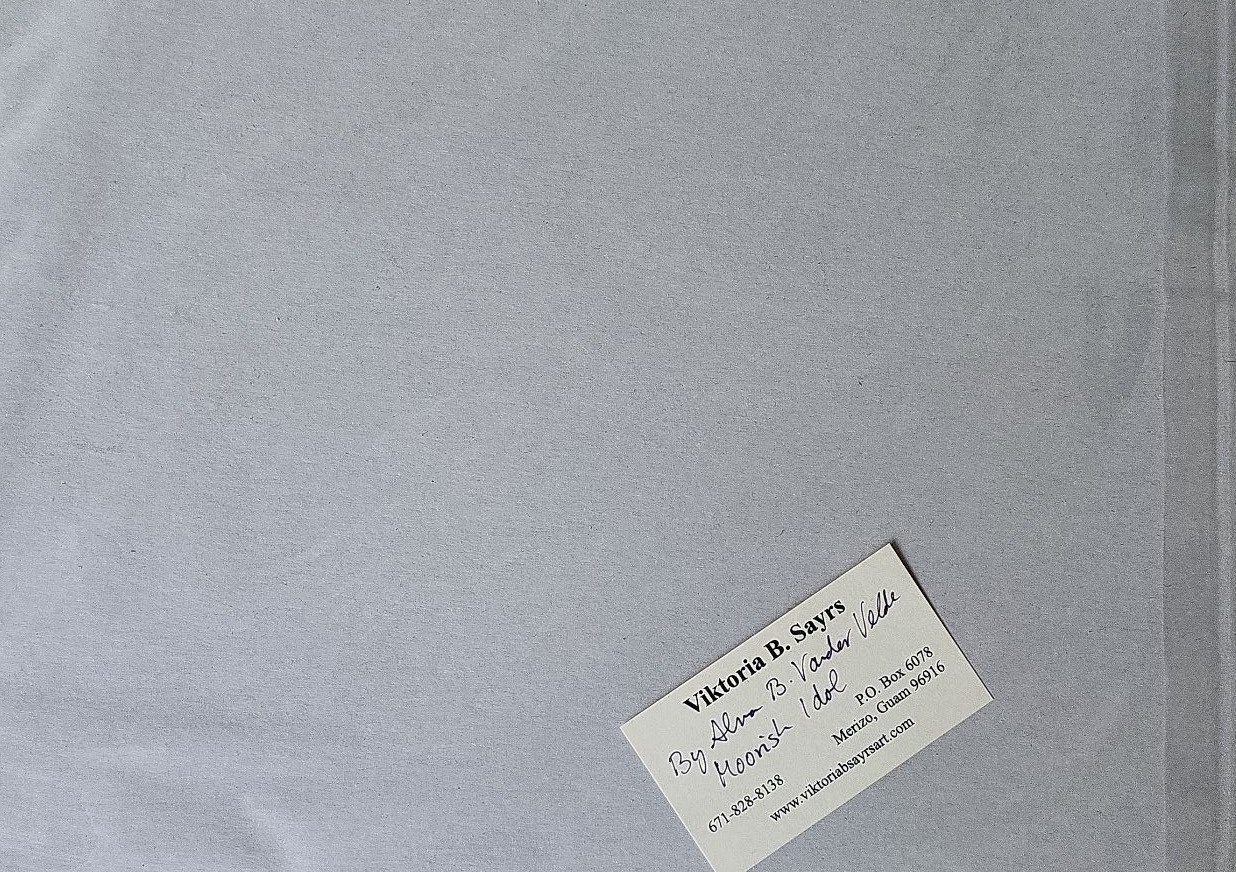 Viktoria B. Sayrs
By Alva B. Vander Velde
Moorish Idol
P.O. Box 6078
Merizo, Guam 96916
671-828-8138
www.viktoriabsayrsart.com